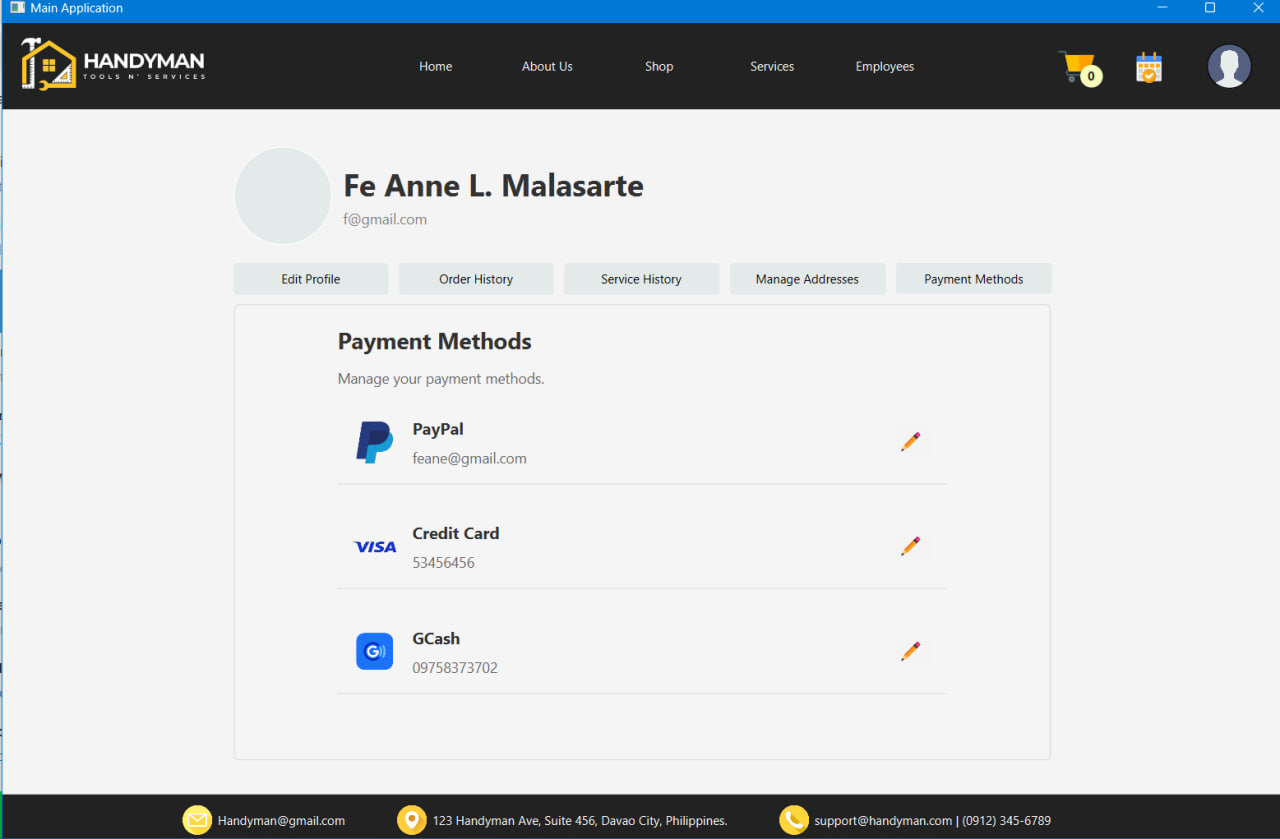 Main Application
HANDYMAN
TOOLS N' SERVICES
Home
About Us
Shop
Services
Employees
0
Fe Anne L. Malasarte
f@gmail.com
Edit Profile
Order History
Service History
Manage Addresses
Payment Methods
Payment Methods
Manage your payment methods.
PayPal
feane@gmail.com
VISA
Credit Card
53456456
G
GCash
09758373702
Handyman@gmail.com
123 Handyman Ave, Suite 456, Davao City, Philippines.
support@handyman.com | (0912) 345-6789